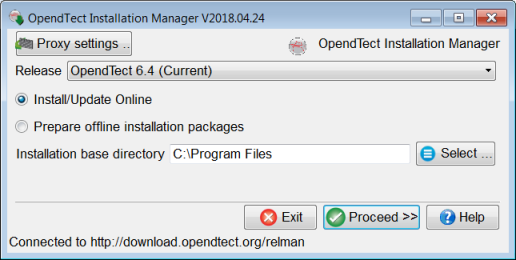 OpendTect Installation Manager V2018.04.24
Proxy settings .. OpendTect Installation Manager
Release OpendTect 6.4 (Current)
Install/Update Online
Prepare offline installation packages
Installation base directory C:\Program Files Select ...
Exit Proceed >> Help
Connected to http://download.opendtect.org/relman